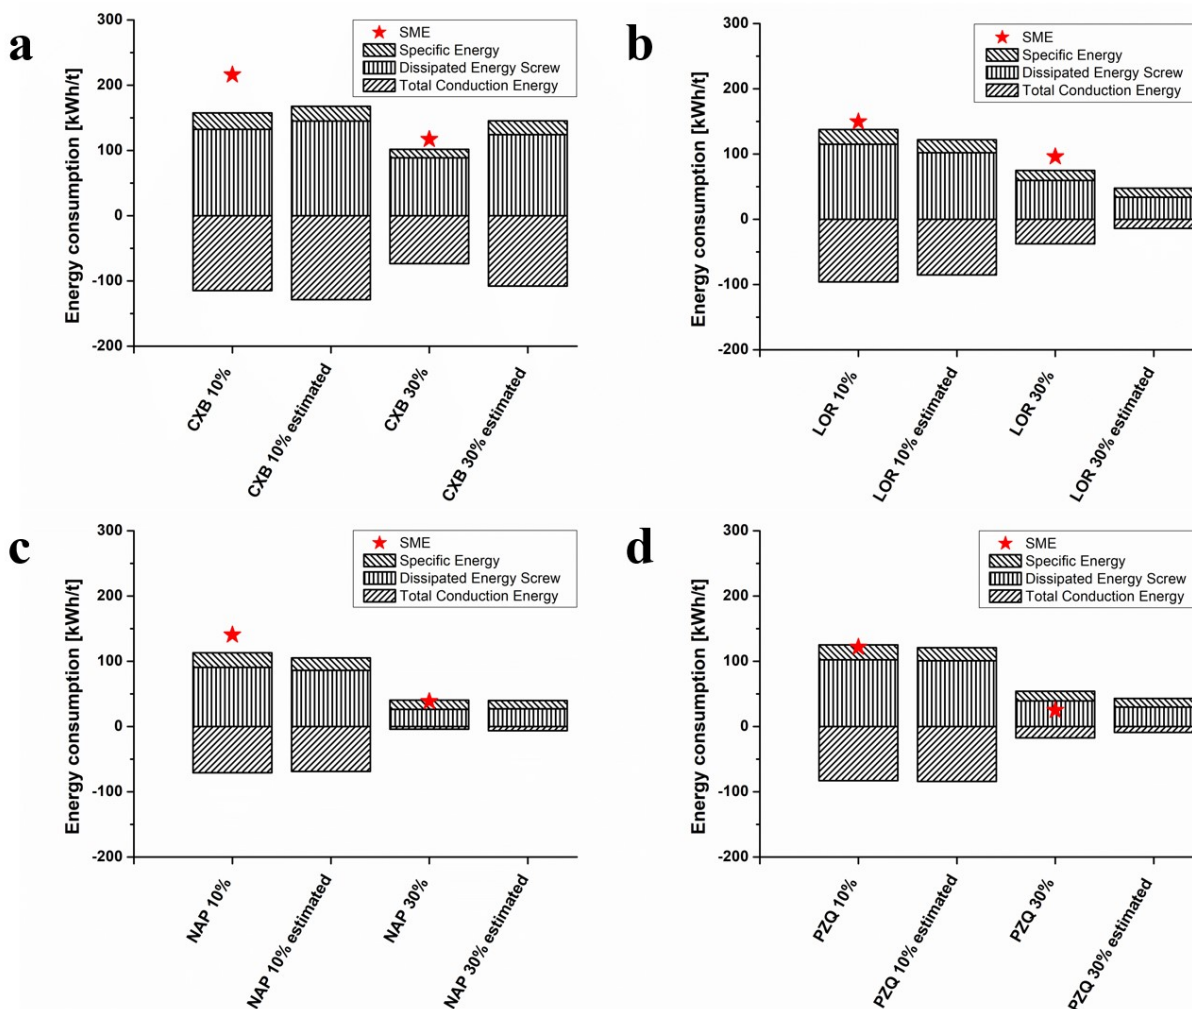 a
300
200
100
0
-100
-200
Energy consumption [kWh/t]
SME
Specific Energy
Dissipated Energy Screw
Total Conduction Energy
CXB 10%
CXB 10% estimated
CXB 30%
CXB 30% estimated
b
300
200
100
0
-100
-200
Energy consumption [kWh/t]
SME
Specific Energy
Dissipated Energy Screw
Total Conduction Energy
LOR 10%
LOR 10% estimated
LOR 30%
LOR 30% estimated
c
300
200
100
0
-100
-200
Energy consumption [kWh/t]
SME
Specific Energy
Dissipated Energy Screw
Total Conduction Energy
NAP 10%
NAP 10% estimated
NAP 30%
NAP 30% estimated
d
300
200
100
0
-100
-200
Energy consumption [kWh/t]
SME
Specific Energy
Dissipated Energy Screw
Total Conduction Energy
PZQ 10%
PZQ 10% estimated
PZQ 30%
PZQ 30% estimated